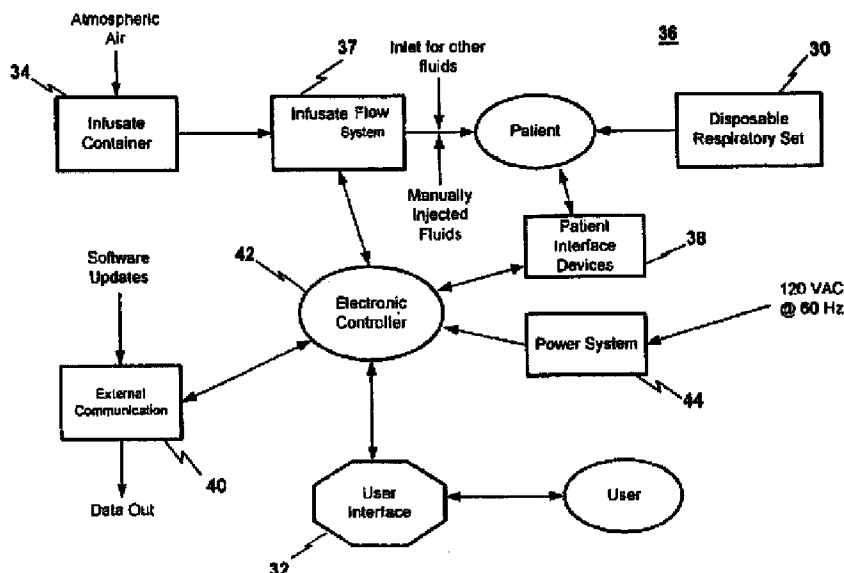 Atmospheric
Air
34
Infusate
Container
37
Infusate Flow
System
Inlet for other
fluids
Manually
Injected
Fluids
36
Patient
30
Disposable
Respiratory Set
Patient
Interface
Devices
38
42
Electronic
Controller
Software
Updates
External
Communication
40
Data Out
Power System
44
120 VAC
@ 60 Hz
User
Interface
32
User